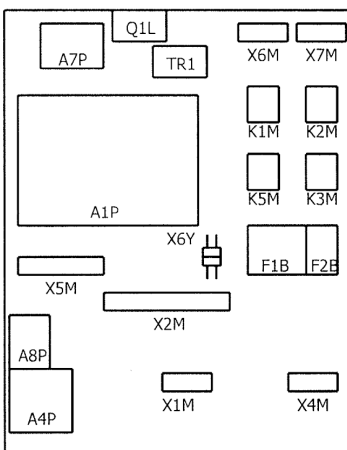 Q1L
A7P
TR1
X6M
X7M
K1M
K2M
K5M
K3M
A1P
X6Y
F1B
F2B
X5M
X2M
A8P
A4P
X1M
X4M